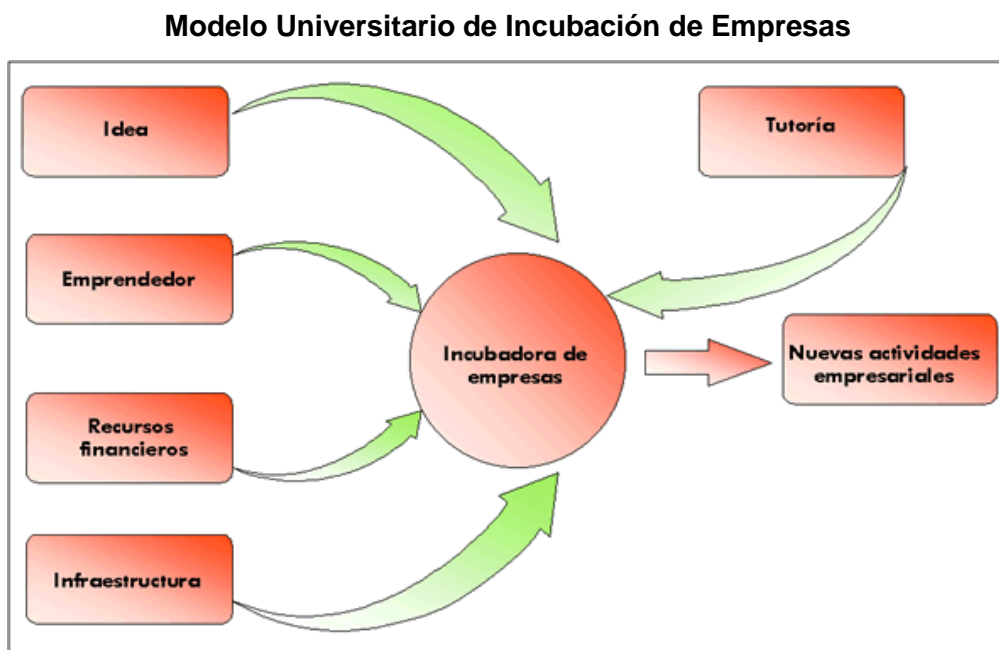 Modelo Universitario de Incubación de Empresas
Idea
Tutoría
Emprendedor
Incubadora de
empresas
Nuevas actividades
empresariales
Recursos
financieros
Infraestructura